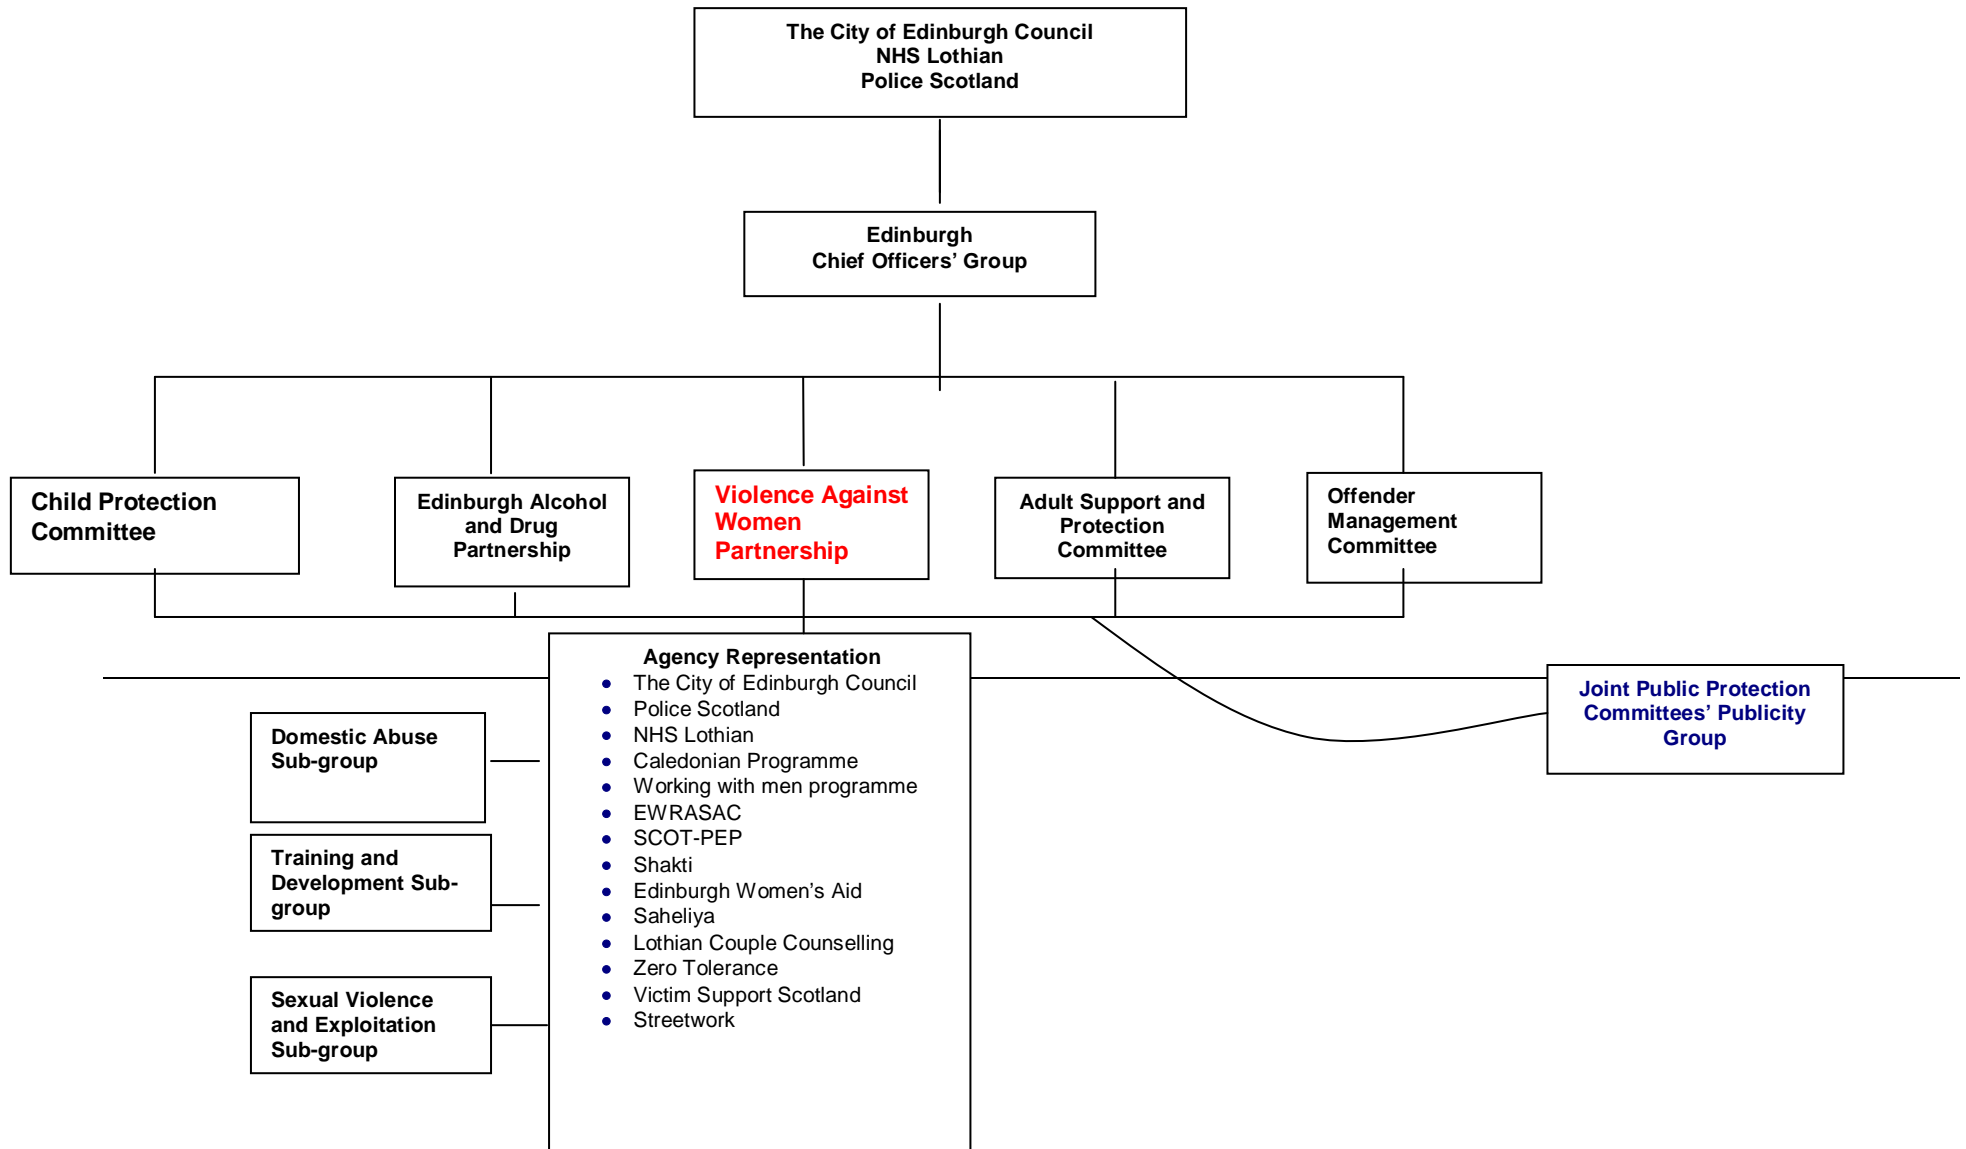 The City of Edinburgh Council
NHS Lothian
Police Scotland
Edinburgh
Chief Officers’ Group
Child Protection
Committee
Edinburgh Alcohol
and Drug
Partnership
Violence Against
Women
Partnership
Adult Support and
Protection
Committee
Offender
Management
Committee
Agency Representation
• The City of Edinburgh Council
• Police Scotland
• NHS Lothian
• Caledonian Programme
• Working with men programme
• EWRASAC
• SCOT-PEP
• Shakti
• Edinburgh Women’s Aid
• Saheliya
• Lothian Couple Counselling
• Zero Tolerance
• Victim Support Scotland
• Streetwork
Domestic Abuse
Sub-group
Training and
Development Sub-
group
Sexual Violence
and Exploitation
Sub-group
Joint Public Protection
Committees’ Publicity
Group